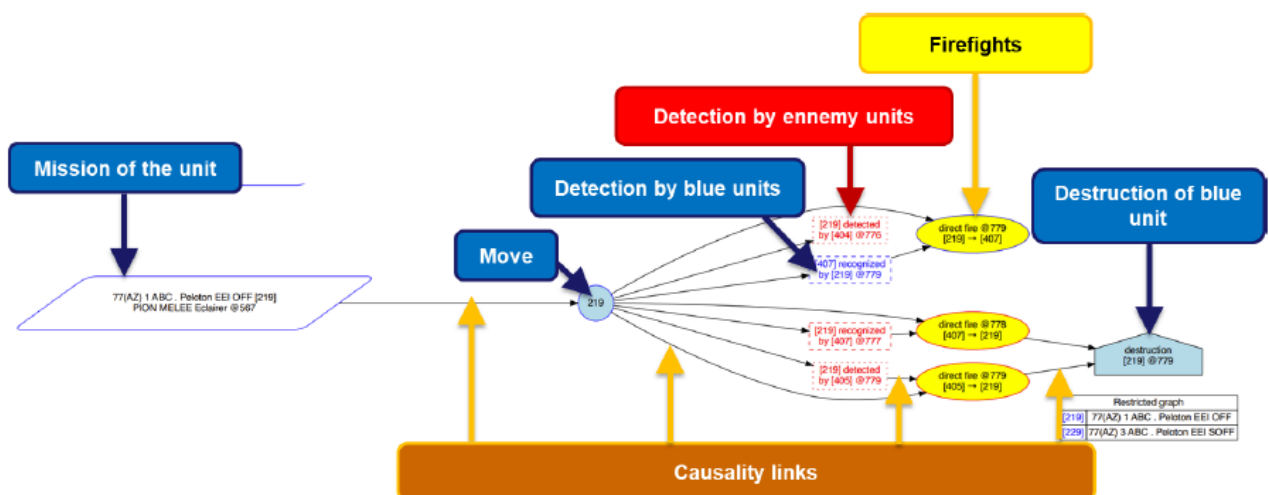 Firefights
Detection by ennemy units
Mission of the unit
Detection by blue units
Destruction of blue
unit
Move
[219] detected
by [404] @776
direct fire @779
[219] → [407]
[407] recognized
by [219] @779
77(AZ) 1 ABC . Peloton EEI OFF [219]
PION MELEE Eclairer @567
219
[219] recognized
by [407] @777
direct fire @778
[407] → [219]
[219] detected
by [405] @779
direct fire @779
[405] → [219]
destruction
[219] @779
Restricted graph
[219] 77(AZ) 1 ABC . Peloton EEI OFF
[229] 77(AZ) 3 ABC . Peloton EEI SOFF
Causality links